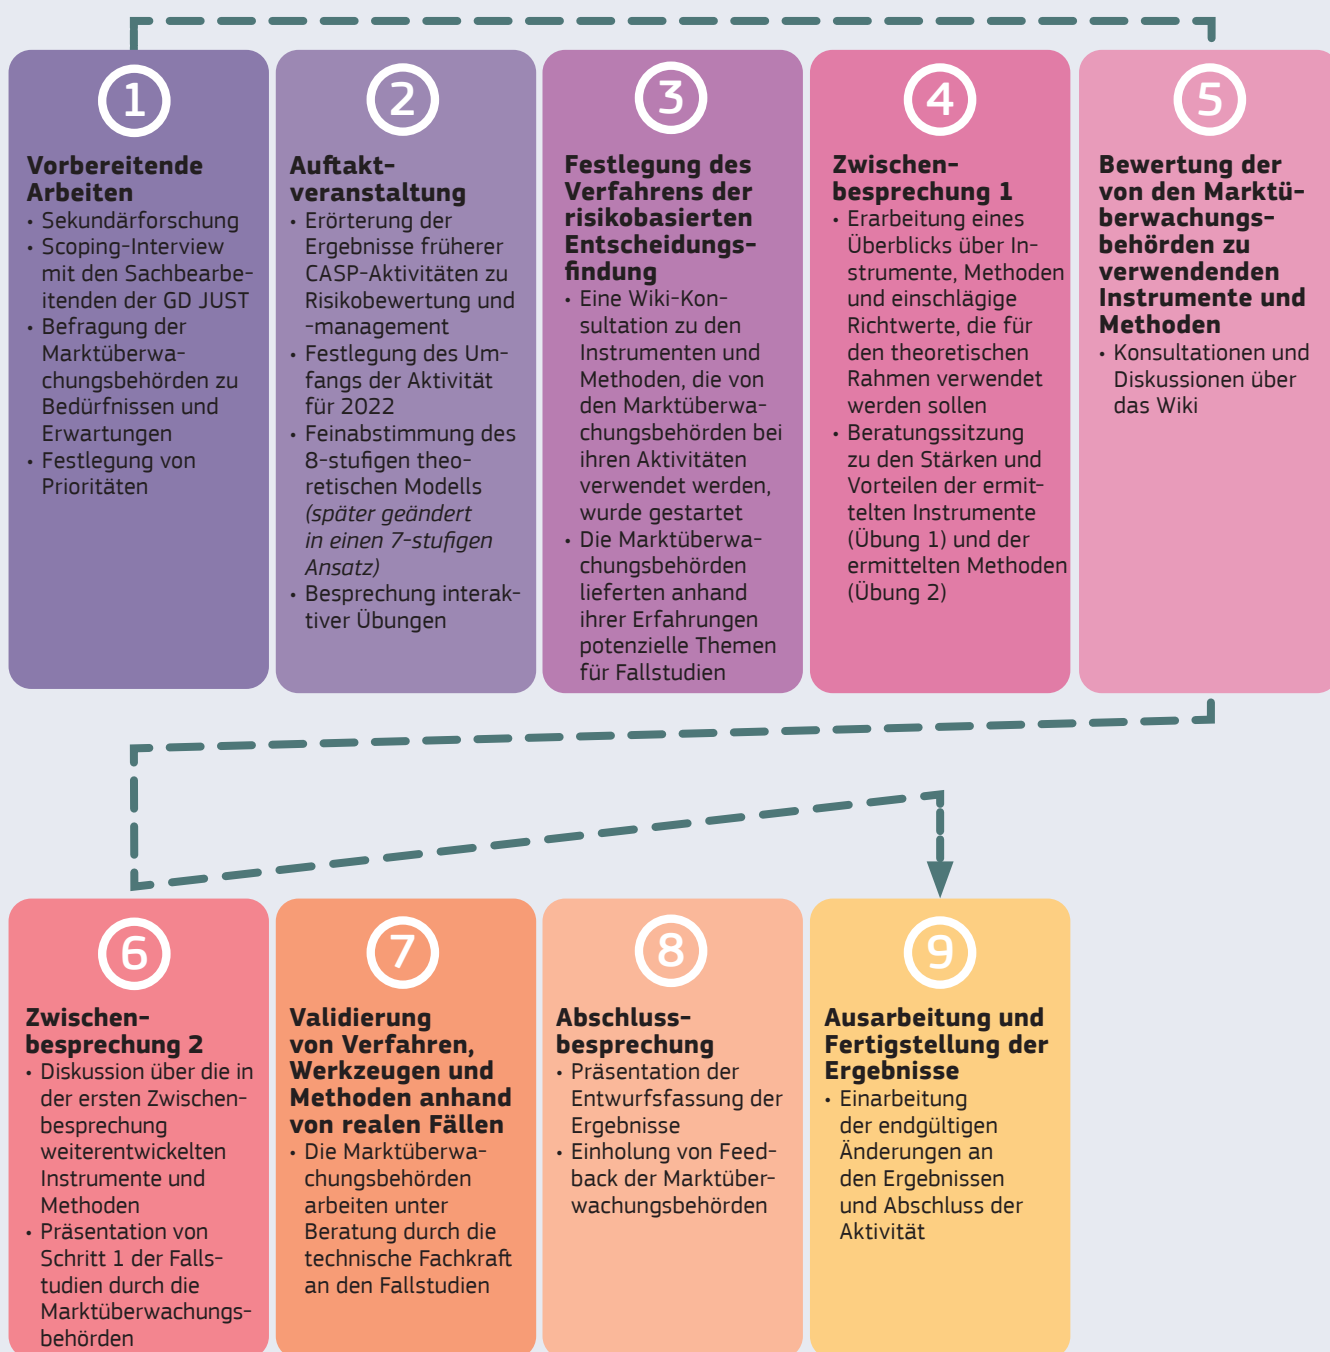 1
Vorbereitende
Arbeiten
• Sekundärforschung
• Scoping-Interview
mit den Sachbearbe-
itenden der GD JUST
• Befragung der
Marktüberwa-
chungsbehörden zu
Bedürfnissen und
Erwartungen
• Festlegung von
Prioritäten
2
Auftakt-
veranstaltung
• Erörterung der
Ergebnisse früherer
CASP-Aktivitäten zu
Risikobewertung und
-management
• Festlegung des Um-
fangs der Aktivität
für 2022
• Feinabstimmung des
8-stufigen theo-
retischen Modells
(später geändert
in einen 7-stufigen
Ansatz)
• Besprechung interak-
tiver Übungen
3
Festlegung des
Verfahrens der
risikobasierten
Entscheidungs-
findung
• Eine Wiki-Kon-
sultation zu den
Instrumenten und
Methoden, die von
den Marktüberwa-
chungsbehörden bei
ihren Aktivitäten
verwendet werden,
wurde gestartet
• Die Marktüberwa-
chungsbehörden
lieferten anhand
ihrer Erfahrungen
potenzielle Themen
für Fallstudien
4
Zwischen-
besprechung 1
• Erarbeitung eines
Überblicks über In-
strumente, Methoden
und einschlägige
Richtwerte, die für
den theoretischen
Rahmen verwendet
werden sollen
• Beratungssitzung
zu den Stärken und
Vorteilen der ermit-
telten Instrumente
(Übung 1) und der
ermittelten Methoden
(Übung 2)
5
Bewertung der
von den Marktü-
berwachungs-
behörden zu
verwendenden
Instrumente und
Methoden
• Konsultationen und
Diskussionen über
das Wiki
6
Zwischen-
besprechung 2
• Diskussion über die in
der ersten Zwischen-
besprechung
weiterentwickelten
Instrumente und
Methoden
• Präsentation von
Schritt 1 der Falls-
tudien durch die
Marktüberwachungs-
behörden
7
Validierung
von Verfahren,
Werkzeugen und
Methoden anhand
von realen Fällen
• Die Marktüberwa-
chungsbehörden
arbeiten unter
Beratung durch die
technische Fachkraft
an den Fallstudien
8
Abschluss-
besprechung
• Präsentation der
Entwurfsfassung der
Ergebnisse
• Einholung von Feed-
back der Marktüber-
wachungsbehörden
9
Ausarbeitung und
Fertigstellung der
Ergebnisse
• Einarbeitung
der endgültigen
Änderungen an
den Ergebnissen
und Abschluss der
Aktivität